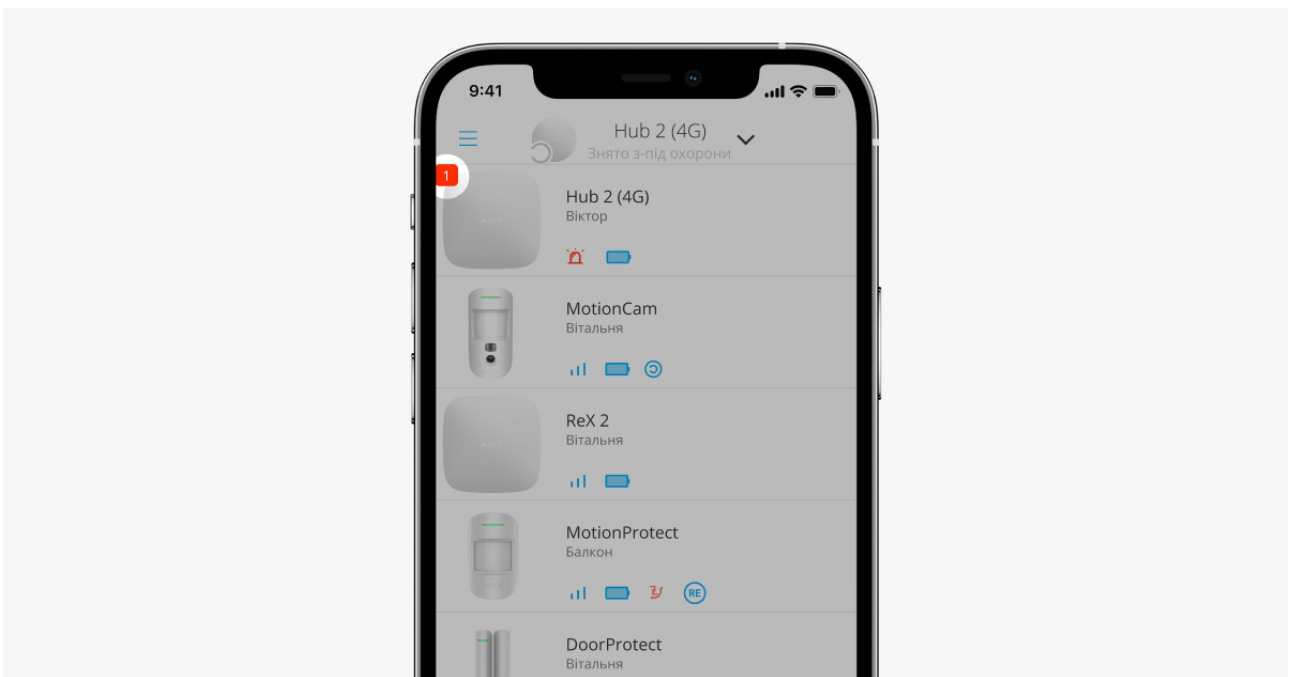 9:41
Hub 2 (4G)
Знято з-під охорони
1
Hub 2 (4G)
Віктор
MotionCam
Вітальня
ReX 2
Вітальня
MotionProtect
Балкон
RE
DoorProtect
Вітальня